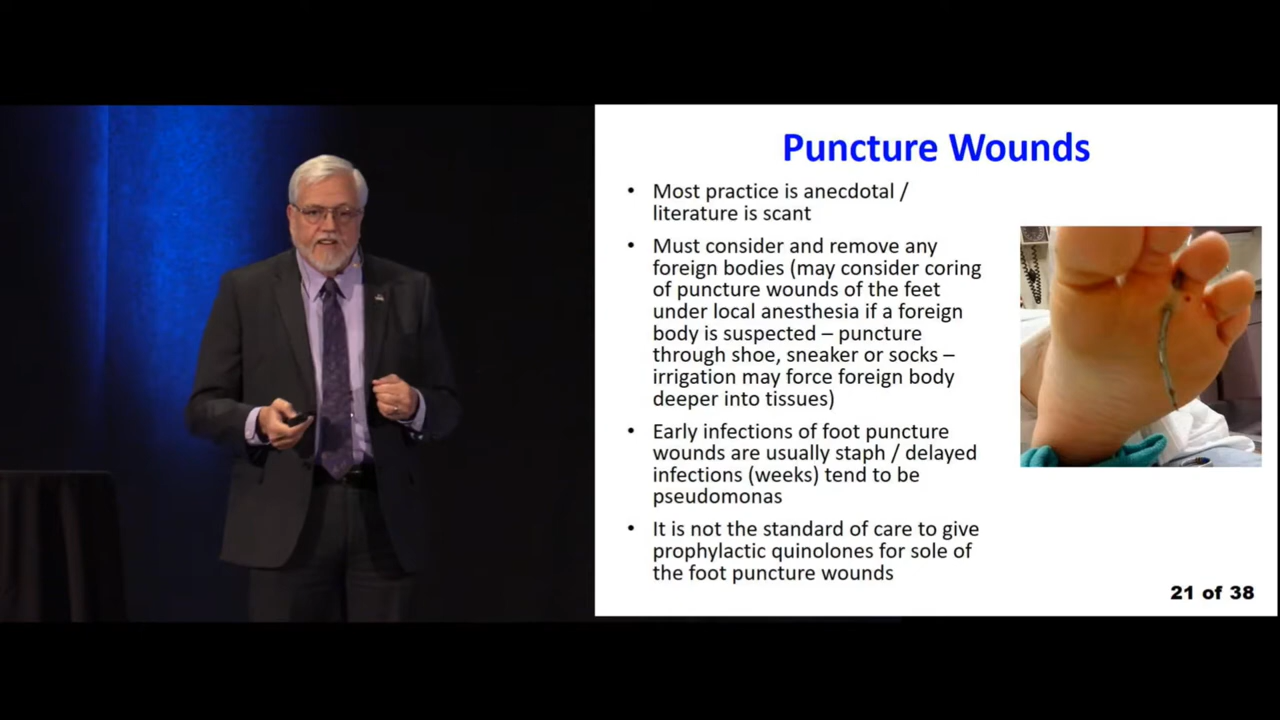 Puncture Wounds
• Most practice is anecdotal /
literature is scant
• Must consider and remove any
foreign bodies (may consider coring
of puncture wounds of the feet
under local anesthesia if a foreign
body is suspected – puncture
through shoe, sneaker or socks –
irrigation may force foreign body
deeper into tissues)
• Early infections of foot puncture
wounds are usually staph / delayed
infections (weeks) tend to be
pseudomonas
• It is not the standard of care to give
prophylactic quinolones for sole of
the foot puncture wounds
21 of 38